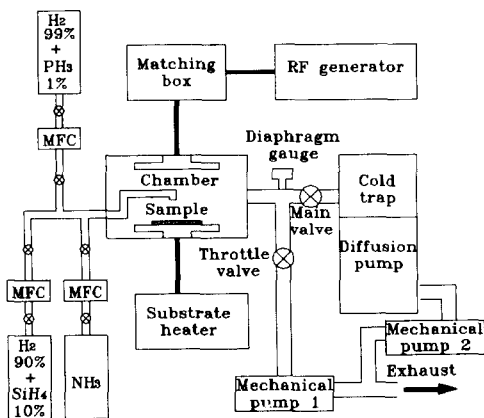 H2
99%
+
PH3
1%
MFC
Matching
box
RF generator
Diaphragm
gauge
Chamber
Sample
Cold
trap
Main
valve
Throttle
valve
Diffusion
pump
MFC
MFC
Substrate
heater
H2
90%
+
SiH4
10%
NH3
Mechanical
pump 1
Mechanical
pump 2
Exhaust